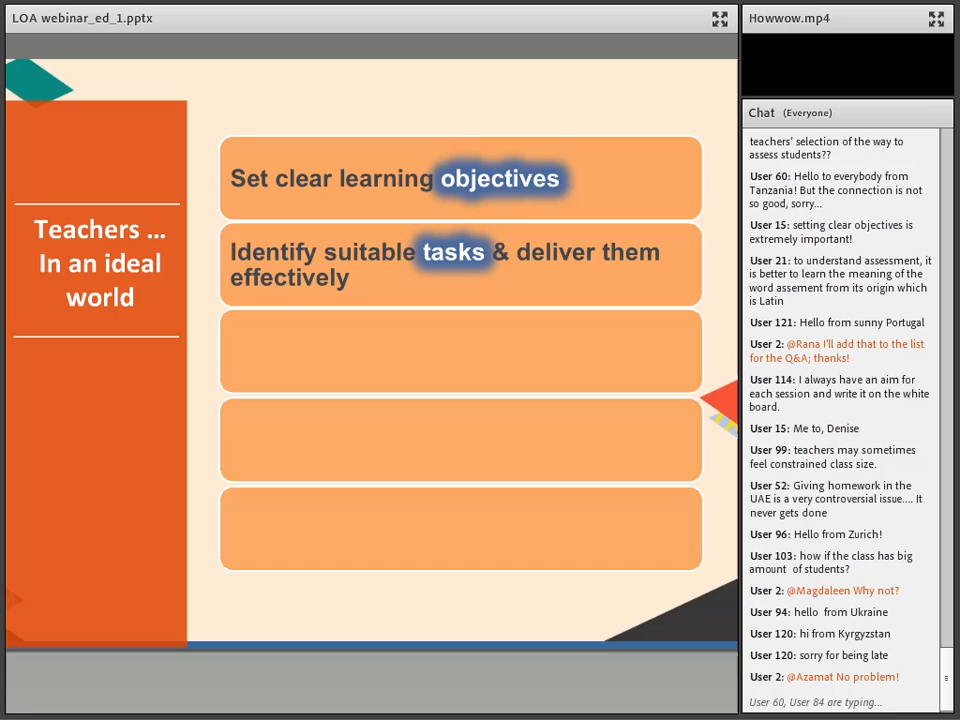 LOA webinar_ed_1.pptx
Teachers ...
In an ideal
world
Set clear learning objectives
Identify suitable tasks & deliver them
effectively
Howwow.mp4
Chat (Everyone)
teachers' selection of the way to
assess students??
User 60: Hello to everybody from
Tanzania! But the connection is not
so good, sorry...
User 15: setting clear objectives is
extremely important!
User 21: to understand assessment, it
is better to learn the meaning of the
word assement from its origin which
is Latin
User 121: Hello from sunny Portugal
User 2: @Rana I'll add that to the list
for the Q&A; thanks!
User 114: I always have an aim for
each session and write it on the white
board.
User 15: Me to, Denise
User 99: teachers may sometimes
feel constrained class size.
User 52: Giving homework in the
UAE is a very controversial issue.... It
never gets done
User 96: Hello from Zurich!
User 103: how if the class has big
amount of students?
User 2: @Magdaleen Why not?
User 94: hello from Ukraine
User 120: hi from Kyrgyzstan
User 120: sorry for being late
User 2: @Azamat No problem!
User 60, User 84 are typing...